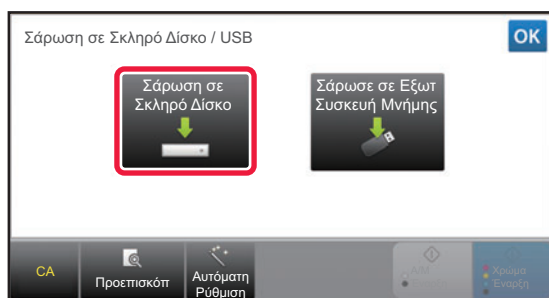 Σάρωση σε Σκληρό Δίσκο / USB
OK
Σάρωση σε
Σκληρό Δίσκο
Σάρωσε σε Εξωτ
Συσκευή Μνήμης
CA
Προεπισκόπ
Αυτόματη
Ρύθμιση
Α/Μ
Έναρξη
Χρώμα
Έναρξη